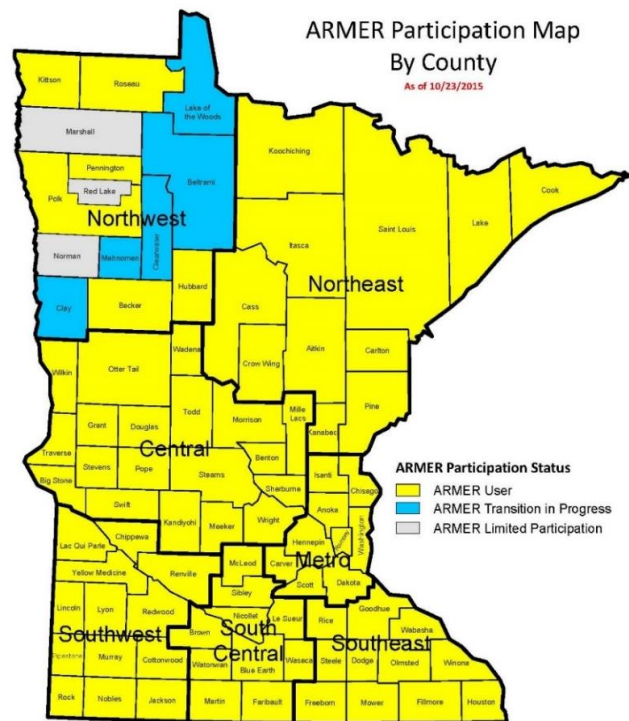 ARMER Participation Map
By County
As of 10/23/2015
Kittson
Roseau
Lake of
the Woods
Marshall
Koochiching
Pennington
Beltrami
Red Lake
Polk
Northwest
Cook
Lake
Saint Louis
Clearwater
Itasca
Norman
Mahnomen
Northeast
Hubbard
Clay
Becker
Cass
Wadena
Aitkin
Crow Wing
Carlton
Wilkin
Otter Tail
Todd
Morrison
Mille
Lacs
Pine
Kanabec
Grant
Douglas
Central
Traverse
Stevens
Pope
Stearns
Benton
Big Stone
Sherburne
Isanti
Chisago
Swift
Anoka
Kandiyohi
Meeker
Wright
Washington
ARMER Participation Status
ARMER User
ARMER Transition in Progress
ARMER Limited Participation
Hennepin
Ramsey
Metro
Chippewa
Lac Qui Parle
McLeod
Carver
Renville
Scott
Dakota
Yellow Medicine
Sibley
Goodhue
Nicollet
Le Sueur
Rice
Lincoln
Lyon
Redwood
Wabasha
Southwest
Brown
South
Central
Southeast
Pipestone
Murray
Cottonwood
Watonwan
Blue Earth
Waseca
Steele
Dodge
Olmsted
Winona
Rock
Nobles
Jackson
Martin
Faribault
Freeborn
Mower
Fillmore
Houston